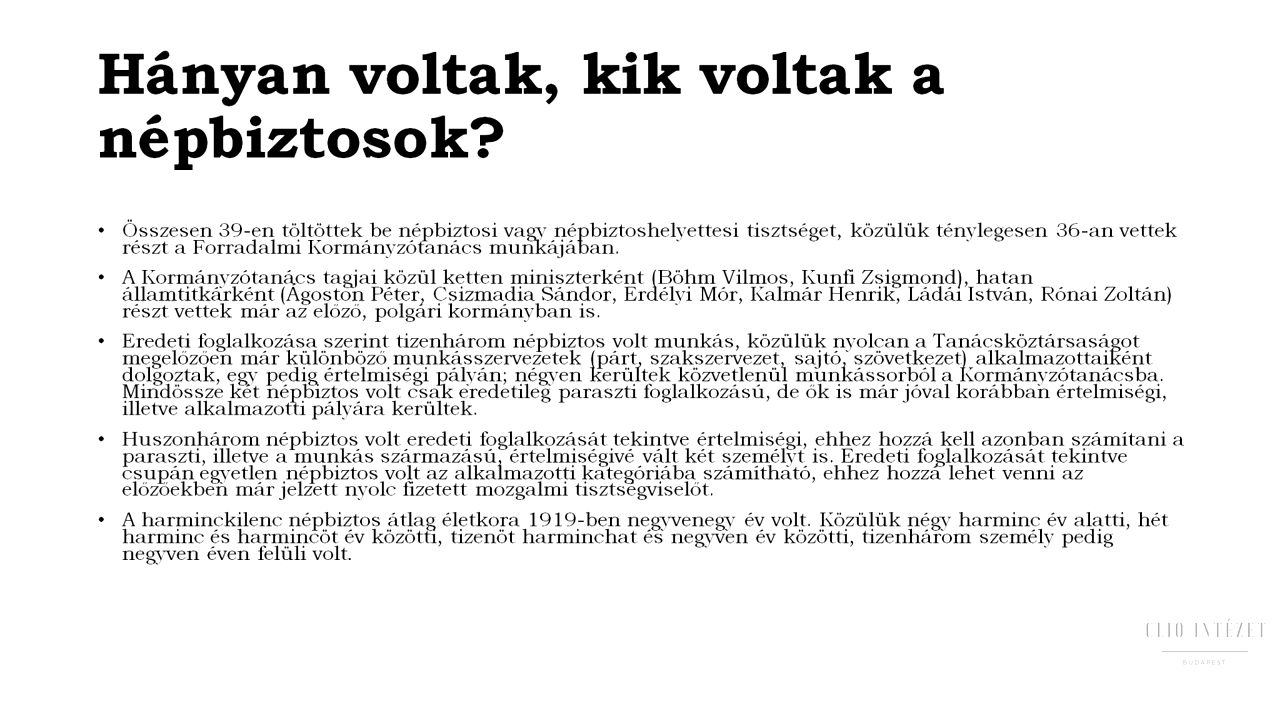 Hányan voltak, kik voltak a
népbiztosok?
• Összesen 39-en töltöttek be népbiztosi vagy népbiztoshelyettesi tisztséget, közülük ténylegesen 36-an vettek
részt a Forradalmi Kormányzótanács munkájában.
• A Kormányzótanács tagjai közül ketten miniszterként (Böhm Vilmos, Kunfi Zsigmond), hatan
államtitkárként (Ágoston Péter, Csizmadia Sándor, Erdélyi Mór, Kalmár Henrik, Ládai István, Rónai Zoltán)
részt vettek már az előző, polgári kormányban is.
• Eredeti foglalkozása szerint tizenhárom népbiztos volt munkás, közülük nyolcan a Tanácsköztársaságot
megelőzően már különböző munkásszervezetek (párt, szakszervezet, sajtó, szövetkezet) alkalmazottaiként
dolgoztak, egy pedig értelmiségi pályán; négyen kerültek közvetlenül munkássorból a Kormányzótanácsba.
Mindössze két népbiztos volt csak eredetileg paraszti foglalkozású, de ők is már jóval korábban értelmiségi,
illetve alkalmazotti pályára kerültek.
• Huszonhárom népbiztos volt eredeti foglalkozását tekintve értelmiségi, ehhez hozzá kell azonban számítani a
paraszti, illetve a munkás származású, értelmiségivé vált két személyt is. Eredeti foglalkozását tekintve
csupán egyetlen népbiztos volt az alkalmazotti kategóriába számítható, ehhez hozzá lehet venni az
előzőekben már jelzett nyolc fizetett mozgalmi tisztségviselőt.
• A harminckilenc népbiztos átlag életkora 1919-ben negyvenegy év volt. Közülük négy harminc év alatti, hét
harminc és harmincöt év közötti, tizenöt harminchat és negyven év közötti, tizenhárom személy pedig
negyven éven felüli volt.
CLIO INTÉZET
BUDAPEST